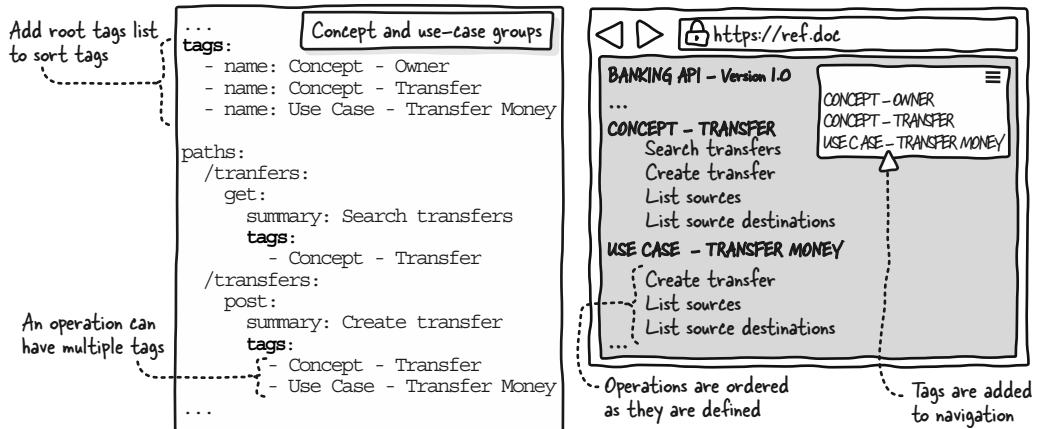 Add root tags list
to sort tags
...
Concept and use-case groups
tags:
- name: Concept - Owner
- name: Concept - Transfer
- name: Use Case - Transfer Money
paths:
/tranfers:
get:
summary: Search transfers
tags:
- Concept - Transfer
/transfers:
post:
summary: Create transfer
tags:
- Concept - Transfer
- Use Case - Transfer Money
...
An operation can
have multiple tags
https://ref.doc
BANKING API – Version 1.0
...
CONCEPT – OWNER
CONCEPT – TRANSFER
USE CASE – TRANSFER MONEY
CONCEPT – TRANSFER
Search transfers
Create transfer
List sources
List source destinations
USE CASE – TRANSFER MONEY
Create transfer
List sources
List source destinations
...
Operations are ordered
as they are defined
Tags are added
to navigation